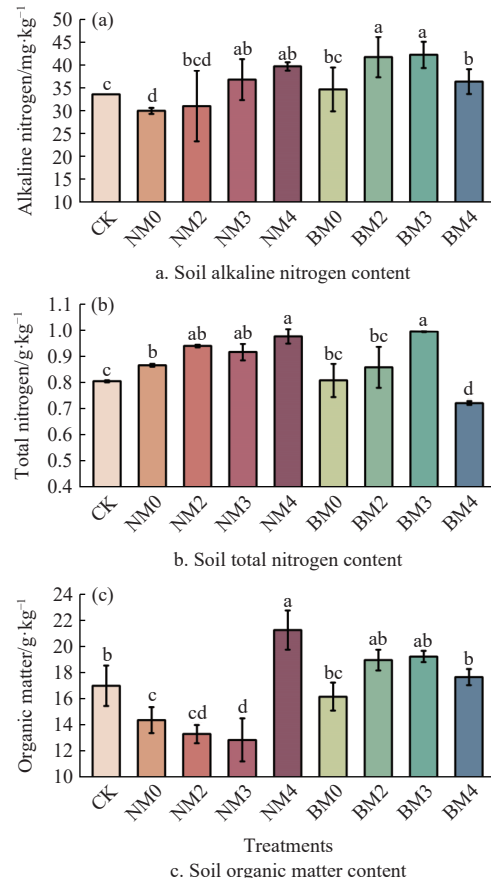 (a)
Alkaline nitrogen/mg·kg⁻¹
50
45
40
35
30
25
20
15
10
c
d
bcd
ab
ab
bc
a
a
b
CK
NM0
NM2
NM3
NM4
BM0
BM2
BM3
BM4
a. Soil alkaline nitrogen content
(b)
Total nitrogen/g·kg⁻¹
1.1
1.0
0.9
0.8
0.7
0.6
0.5
0.4
c
b
ab
ab
a
bc
bc
a
d
CK
NM0
NM2
NM3
NM4
BM0
BM2
BM3
BM4
b. Soil total nitrogen content
(c)
Organic matter/g·kg⁻¹
24
22
20
18
16
14
12
10
b
c
cd
d
a
bc
ab
ab
b
CK
NM0
NM2
NM3
NM4
BM0
BM2
BM3
BM4
Treatments
c. Soil organic matter content